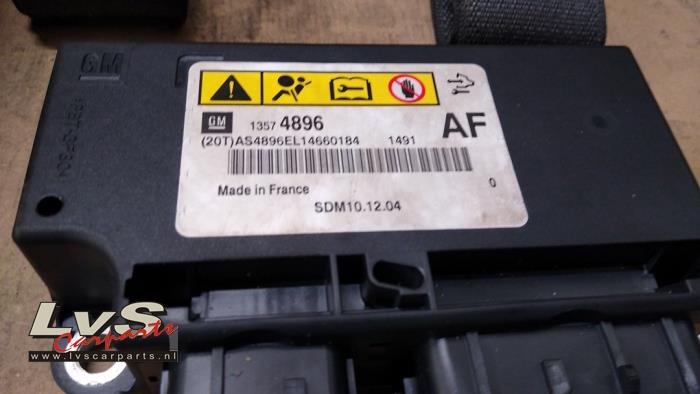 GM
GM 1357 4896 AF
(20T)AS4896EL14660184 1491
Made in France 0
SDM10.12.04
LvS
Carparts
www.lvscarparts.nl